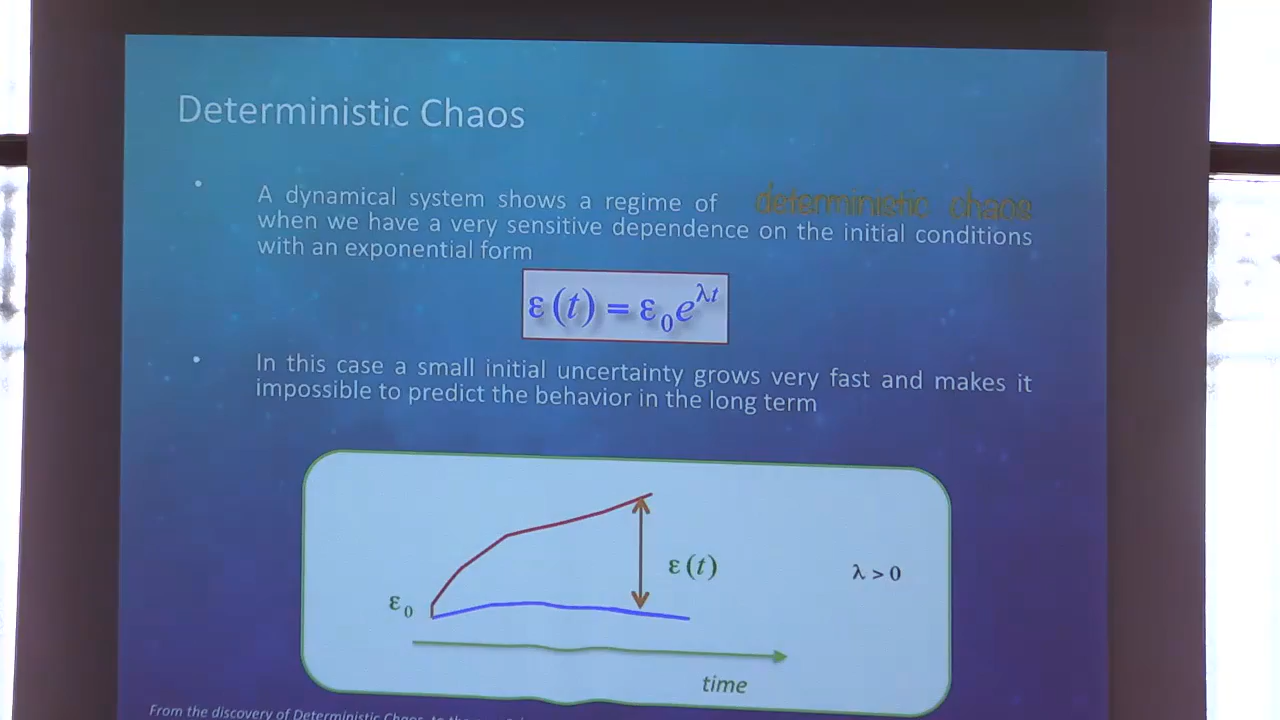 Deterministic Chaos
• A dynamical system shows a regime of deterministic chaos
when we have a very sensitive dependence on the initial conditions
with an exponential form
ε(t) = ε₀e^{λt}
• In this case a small initial uncertainty grows very fast and makes it
impossible to predict the behavior in the long term
ε(t)
λ > 0
ε₀
time
From the discovery of Deterministic Chaos, to the